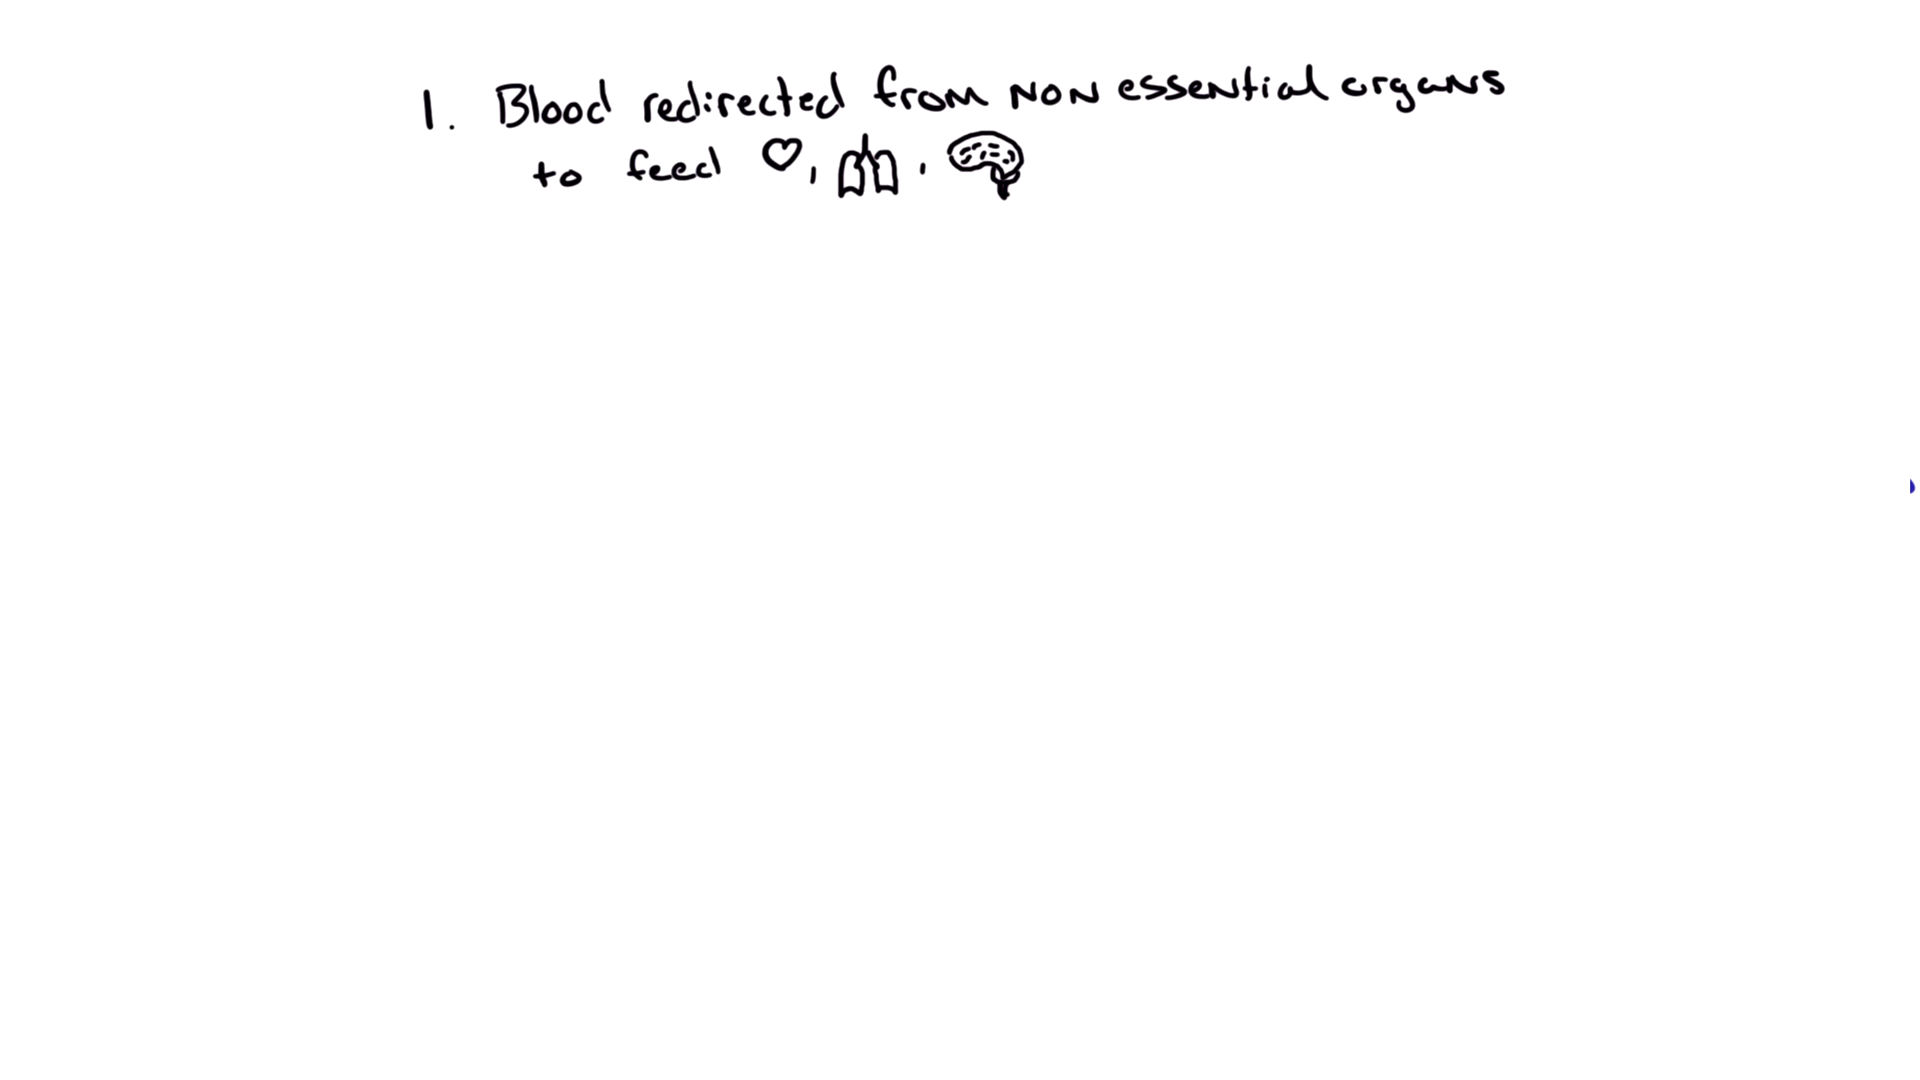 1. Blood redirected from NON essential organs
to feed ♡, ,